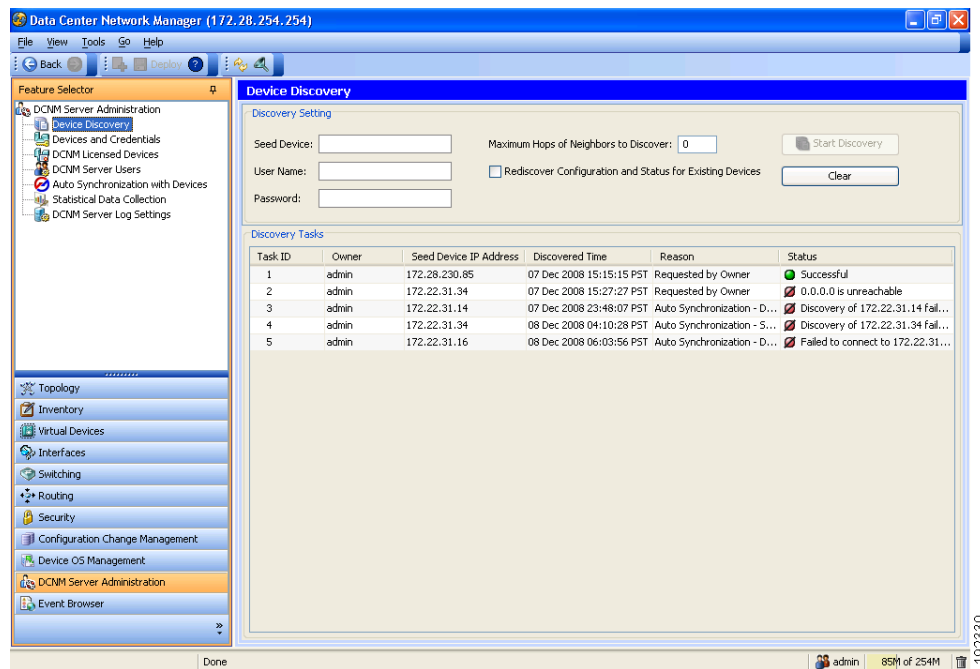 Data Center Network Manager (172.28.254.254)
File View Tools Go Help
Back Deploy ?
Feature Selector
DCNM Server Administration
Device Discovery
Devices and Credentials
DCNM Licensed Devices
DCNM Server Users
Auto Synchronization with Devices
Statistical Data Collection
DCNM Server Log Settings
Topology
Inventory
Virtual Devices
Interfaces
Switching
Routing
Security
Configuration Change Management
Device OS Management
DCNM Server Administration
Event Browser
Device Discovery
Discovery Setting
Seed Device: Maximum Hops of Neighbors to Discover: 0 Start Discovery
User Name: Rediscover Configuration and Status for Existing Devices Clear
Password:
Discovery Tasks
Task ID Owner Seed Device IP Address Discovered Time Reason Status
1 admin 172.28.230.85 07 Dec 2008 15:15:15 PST Requested by Owner Successful
2 admin 172.22.31.34 07 Dec 2008 15:27:27 PST Requested by Owner 0.0.0.0 is unreachable
3 admin 172.22.31.14 07 Dec 2008 23:48:07 PST Auto Synchronization - D... Discovery of 172.22.31.14 fail...
4 admin 172.22.31.34 08 Dec 2008 04:10:28 PST Auto Synchronization - S... Discovery of 172.22.31.34 fail...
5 admin 172.22.31.16 08 Dec 2008 06:03:56 PST Auto Synchronization - D... Failed to connect to 172.22.31...
Done admin 85M of 254M
192330